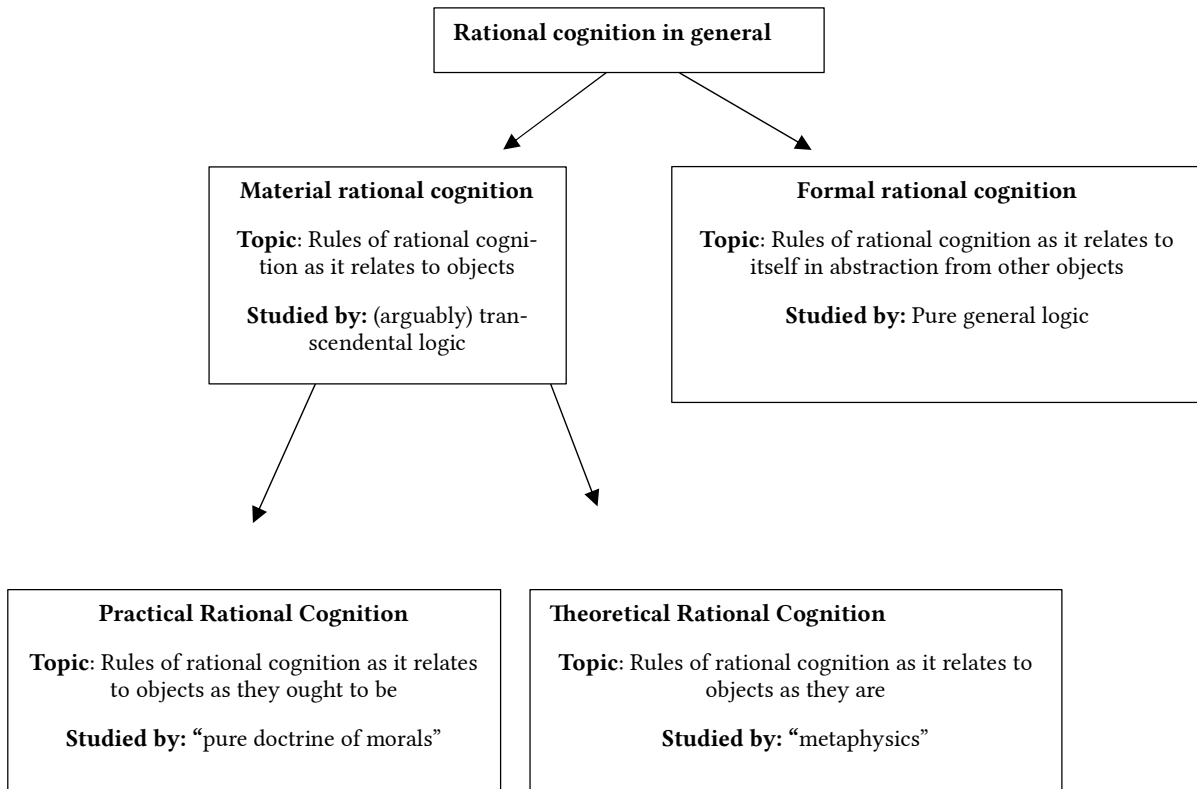 Rational cognition in general
Material rational cognition
Topic: Rules of rational cogni-
tion as it relates to objects
Studied by: (arguably) tran-
scendental logic
Formal rational cognition
Topic: Rules of rational cognition as it relates to
itself in abstraction from other objects
Studied by: Pure general logic
Practical Rational Cognition
Topic: Rules of rational cognition as it relates
to objects as they ought to be
Studied by: “pure doctrine of morals”
Theoretical Rational Cognition
Topic: Rules of rational cognition as it relates to
objects as they are
Studied by: “metaphysics”